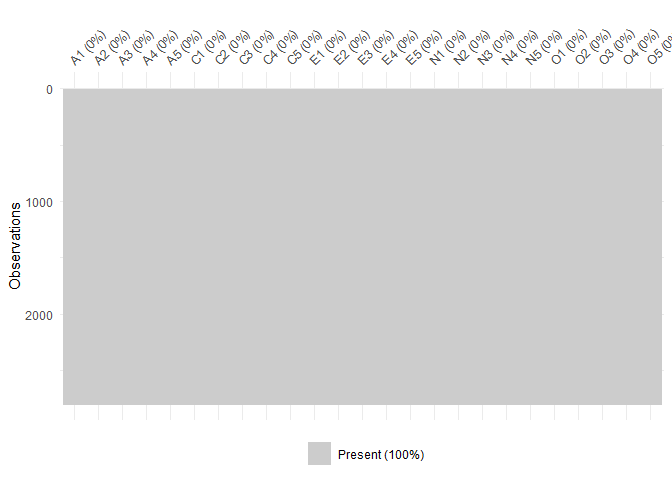 A1 (0%)
A2 (0%)
A3 (0%)
A4 (0%)
A5 (0%)
C1 (0%)
C2 (0%)
C3 (0%)
C4 (0%)
C5 (0%)
E1 (0%)
E2 (0%)
E3 (0%)
E4 (0%)
E5 (0%)
N1 (0%)
N2 (0%)
N3 (0%)
N4 (0%)
N5 (0%)
O1 (0%)
O2 (0%)
O3 (0%)
O4 (0%)
O5 (0%
0
1000
2000
Observations
Present (100%)